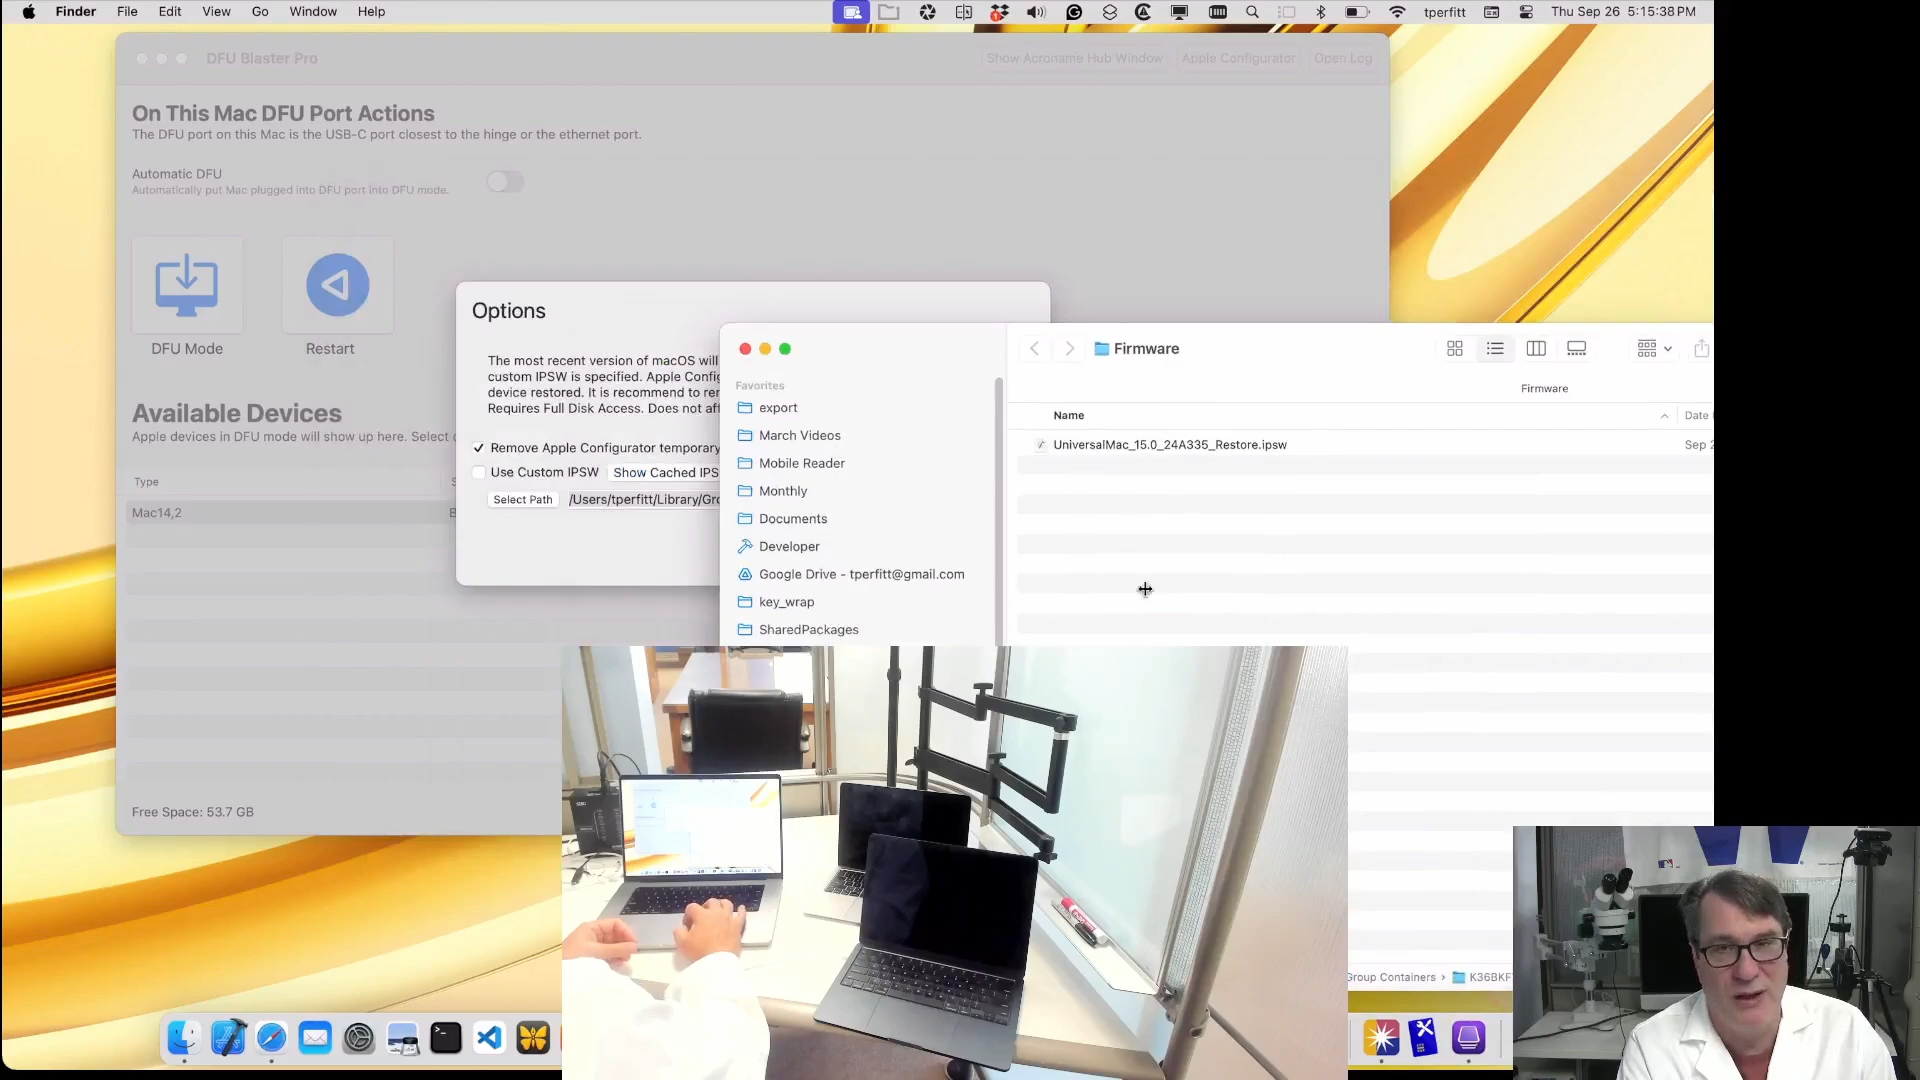 Finder File Edit View Go Window Help tperfitt Thu Sep 26 5:15:38 PM
DFU Blaster Pro Show Acroname Hub Window Apple Configurator Open Log
On This Mac DFU Port Actions
The DFU port on this Mac is the USB-C port closest to the hinge or the ethernet port.
Automatic DFU
Automatically put Mac plugged into DFU port into DFU mode.
DFU Mode Restart
Available Devices
Apple devices in DFU mode will show up here. Select
Type
Mac14,2
Free Space: 53.7 GB
Options
The most recent version of macOS will
custom IPSW is specified. Apple Config
device restored. It is recommend to
Requires Full Disk Access. Does not
Remove Apple Configurator temporary
Use Custom IPSW Show Cached IPS
Select Path /Users/tperfitt/Library/Gro
Firmware
Favorites
export
March Videos
Mobile Reader
Monthly
Documents
Developer
Google Drive - tperfitt@gmail.com
key_wrap
SharedPackages
Firmware
Name Date
UniversalMac_15.0_24A335_Restore.ipsw Sep 2
Group Containers › K36BKF